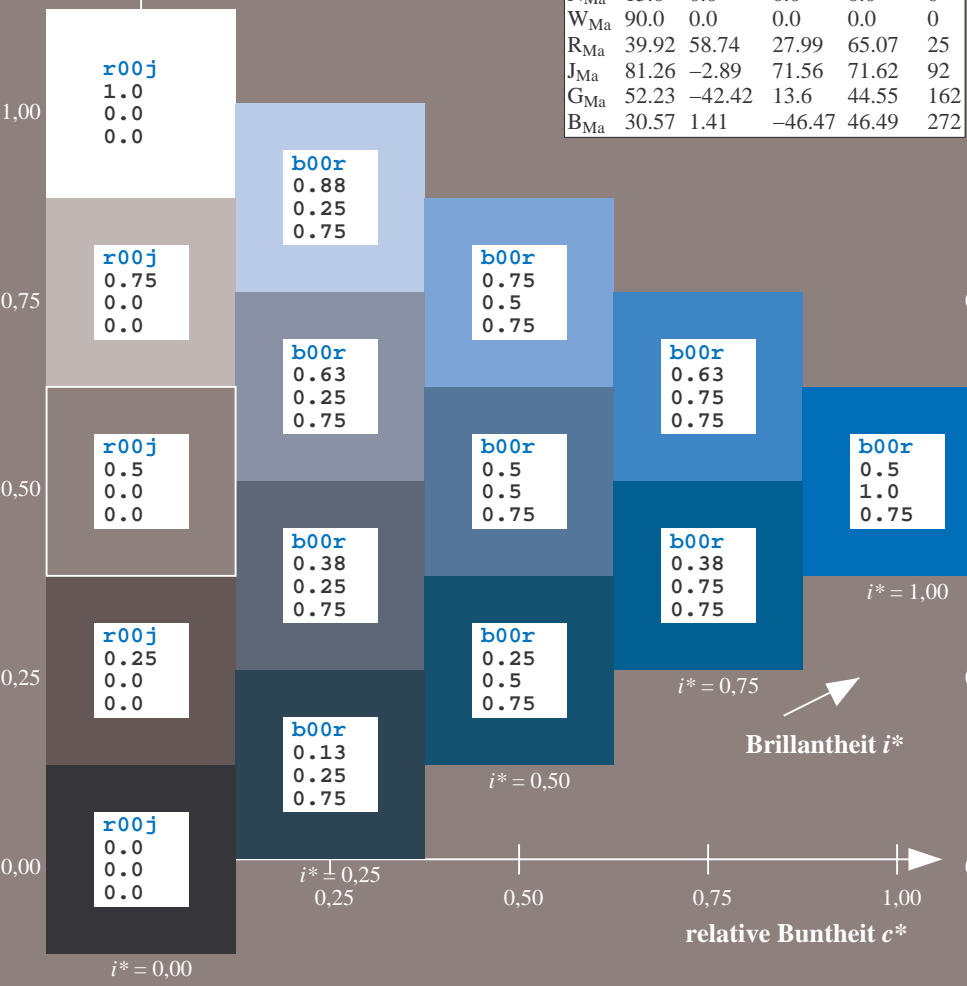 W_Ma 90.0 0.0 0.0 0.0 0
R_Ma 39.92 58.74 27.99 65.07 25
J_Ma 81.26 –2.89 71.56 71.62 92
G_Ma 52.23 –42.42 13.6 44.55 162
B_Ma 30.57 1.41 –46.47 46.49 272
1,00
r00j
1.0
0.0
0.0
b00r
0.88
0.25
0.75
0,75
r00j
0.75
0.0
0.0
b00r
0.75
0.5
0.75
b00r
0.63
0.25
0.75
b00r
0.63
0.75
0.75
0,50
r00j
0.5
0.0
0.0
b00r
0.5
0.5
0.75
b00r
0.5
1.0
0.75
b00r
0.38
0.25
0.75
b00r
0.38
0.75
0.75
i* = 1,00
0,25
r00j
0.25
0.0
0.0
b00r
0.25
0.5
0.75
i* = 0,75
b00r
0.13
0.25
0.75
Brillantheit i*
i* = 0,50
0,00
r00j
0.0
0.0
0.0
i* = 0,25
0,25 0,50 0,75 1,00
relative Buntheit c*
i* = 0,00